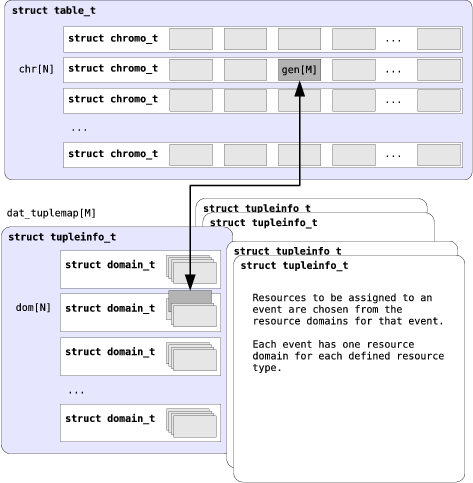 struct table_t
struct chromo_t ...
chr[N] struct chromo_t gen[M] ...
struct chromo_t
...
struct chromo_t ...
dat_tuplemap[M]
struct tupleinfo_t
struct tupleinfo_t
struct tupleinfo_t
struct tupleinfo_t
struct tupleinfo_t
struct domain_t
dom[N] struct domain_t
struct domain_t
...
struct domain_t
Resources to be assigned to an
event are chosen from the
resource domains for that event.
Each event has one resource
domain for each defined resource
type.